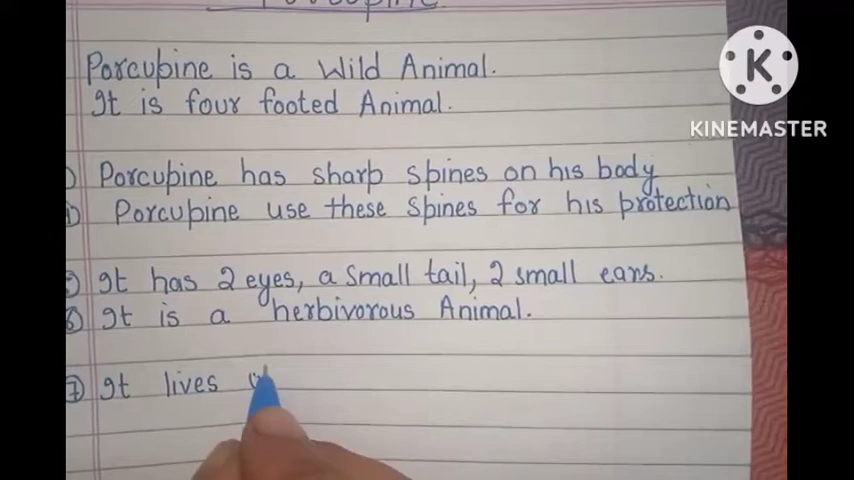 Porcupine is a Wild Animal.
It is four footed Animal.
Porcupine has sharp spines on his body
Porcupine use these Spines for his protection
It has 2 eyes, a small tail, 2 small ears.
6 It is a herbivorous Animal.
7 It lives
K
KINEMASTER